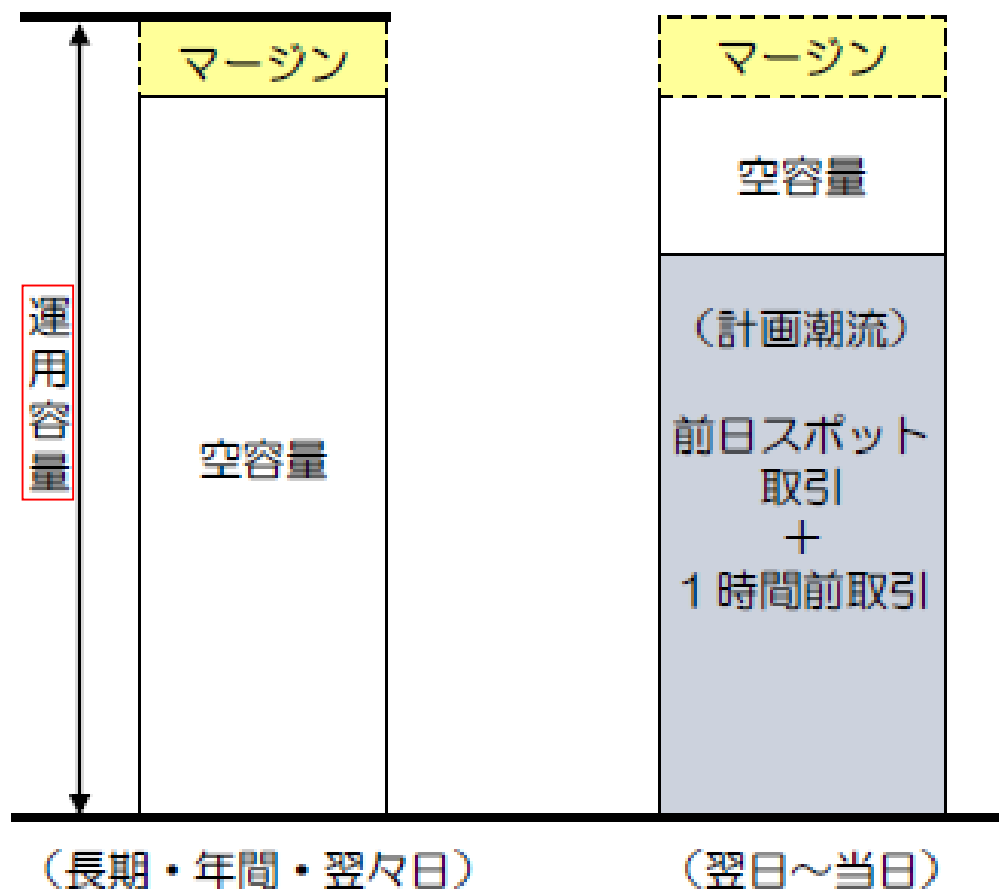 マージン
空容量
運用容量
(長期・年間・翌々日)
マージン
空容量
(計画潮流)
前日スポット
取引
+
1時間前取引
(翌日～当日)